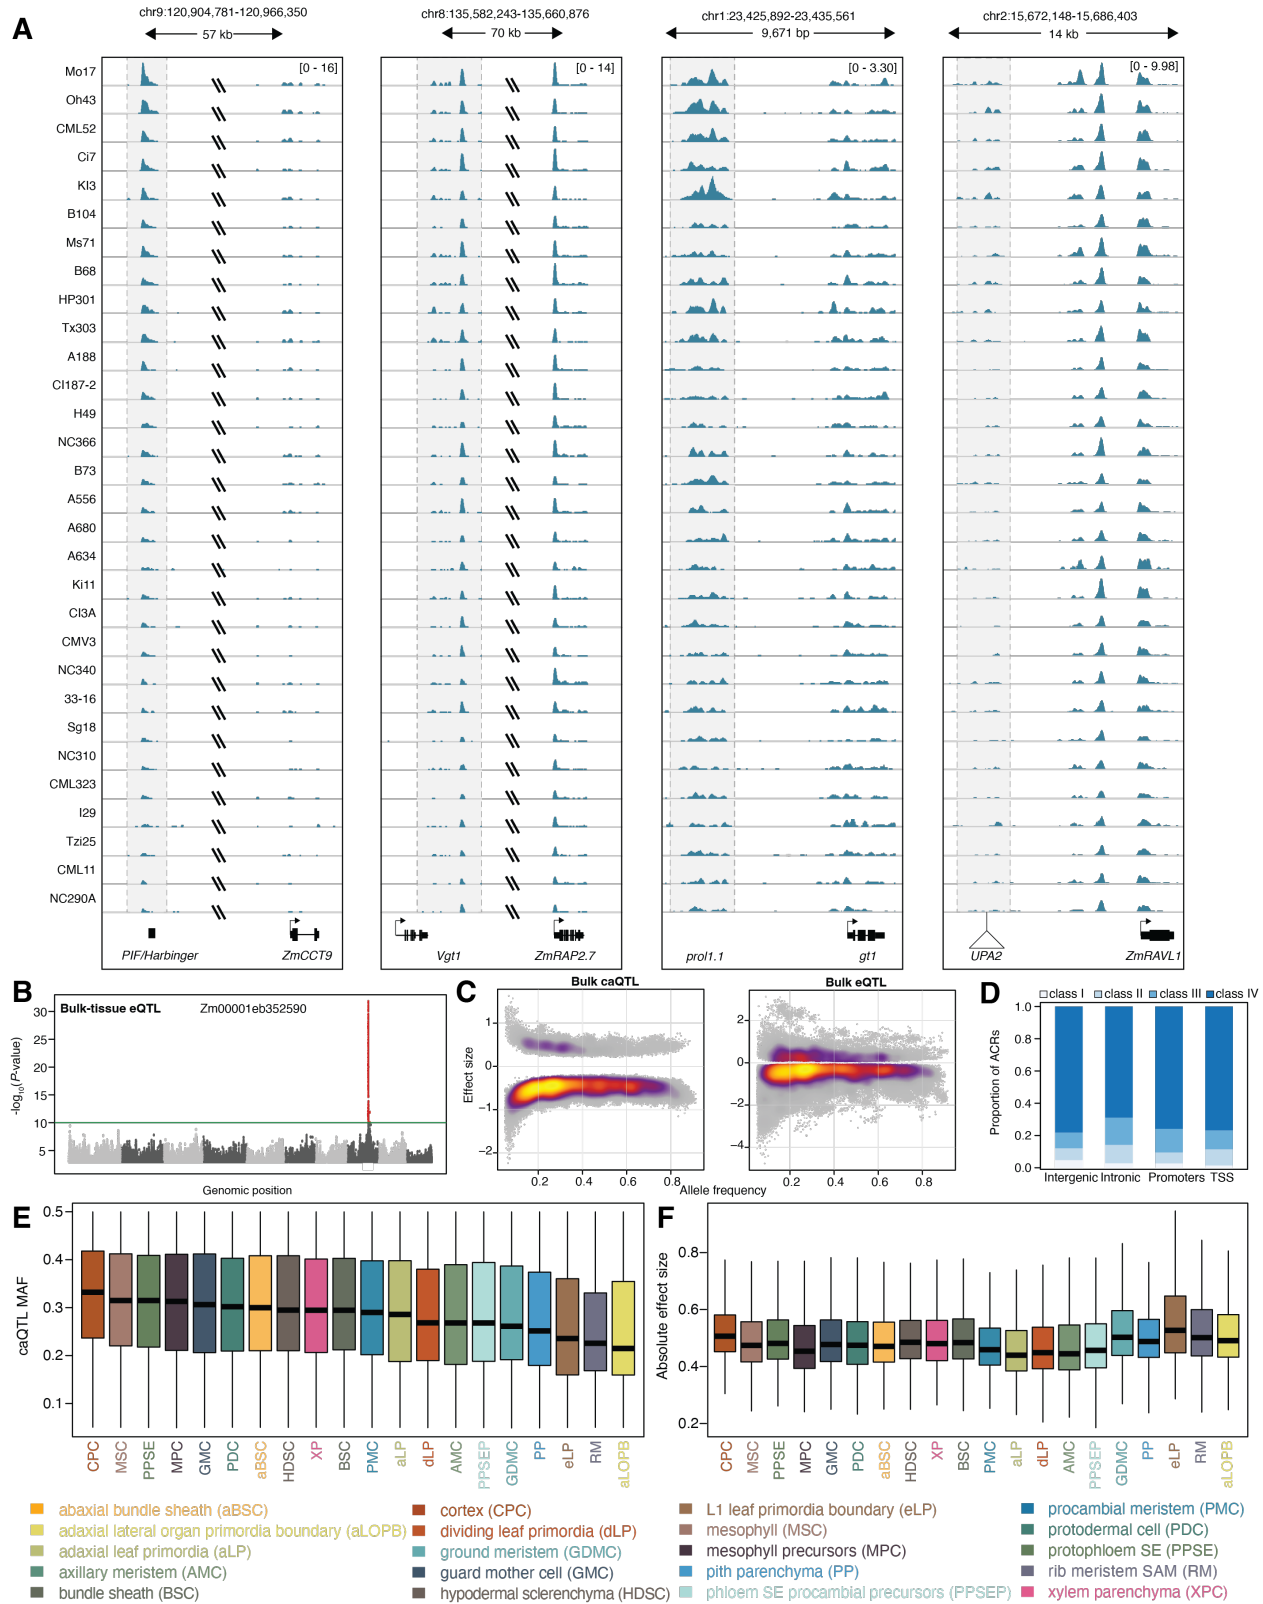 A
chr9:120,904,781-120,966,350
57 kb
chr8:135,582,243-135,660,876
70 kb
chr1:23,425,892-23,435,561
9,671 bp
chr2:15,672,148-15,686,403
14 kb
[0 - 16]
[0 - 14]
[0 - 3.30]
[0 - 9.98]
Mo17
Oh43
CML52
Ci7
KI3
B104
Ms71
B68
HP301
Tx303
A188
CI187-2
H49
NC366
B73
A556
A680
A634
Ki11
CI3A
CMV3
NC340
33-16
Sg18
NC310
CML323
I29
Tzi25
CML11
NC290A
PIF/Harbinger
ZmCCT9
Vgt1
ZmRAP2.7
prol1.1
gt1
UPA2
ZmRAVL1
B
Bulk-tissue eQTL
Zm00001eb352590
-log10(P-value)
30
25
20
15
10
5
Genomic position
C
Bulk caQTL
Effect size
1
0
−1
−2
0.2 0.4 0.6 0.8
Bulk eQTL
2
0
−2
−4
0.2 0.4 0.6 0.8
Allele frequency
D
class I class II class III class IV
Proportion of ACRs
1.0
0.8
0.6
0.4
0.2
0.0
Intergenic Intronic Promoters TSS
E
caQTL MAF
0.5
0.4
0.3
0.2
0.1
CPC MSC PPSE MPC GMC PDC aBSC HDSC XP BSC PMC aLP dLP AMC PPSEP GDMC PP eLP RM aLOPB
F
Absolute effect size
0.8
0.6
0.4
0.2
CPC MSC PPSE MPC GMC PDC aBSC HDSC XP BSC PMC aLP dLP AMC PPSEP GDMC PP eLP RM aLOPB
abaxial bundle sheath (aBSC)
adaxial lateral organ primordia boundary (aLOPB)
adaxial leaf primordia (aLP)
axillary meristem (AMC)
bundle sheath (BSC)
cortex (CPC)
dividing leaf primordia (dLP)
ground meristem (GDMC)
guard mother cell (GMC)
hypodermal sclerenchyma (HDSC)
L1 leaf primordia boundary (eLP)
mesophyll (MSC)
mesophyll precursors (MPC)
pith parenchyma (PP)
phloem SE procambial precursors (PPSEP)
procambial meristem (PMC)
protodermal cell (PDC)
protophloem SE (PPSE)
rib meristem SAM (RM)
xylem parenchyma (XPC)